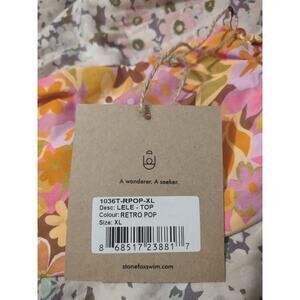 A wanderer. A seeker.
1036T-RPOP-XL
Desc: LELE - TOP
Colour: RETRO POP
Size: XL
8 68517 23881 7
stonefoxswim.com